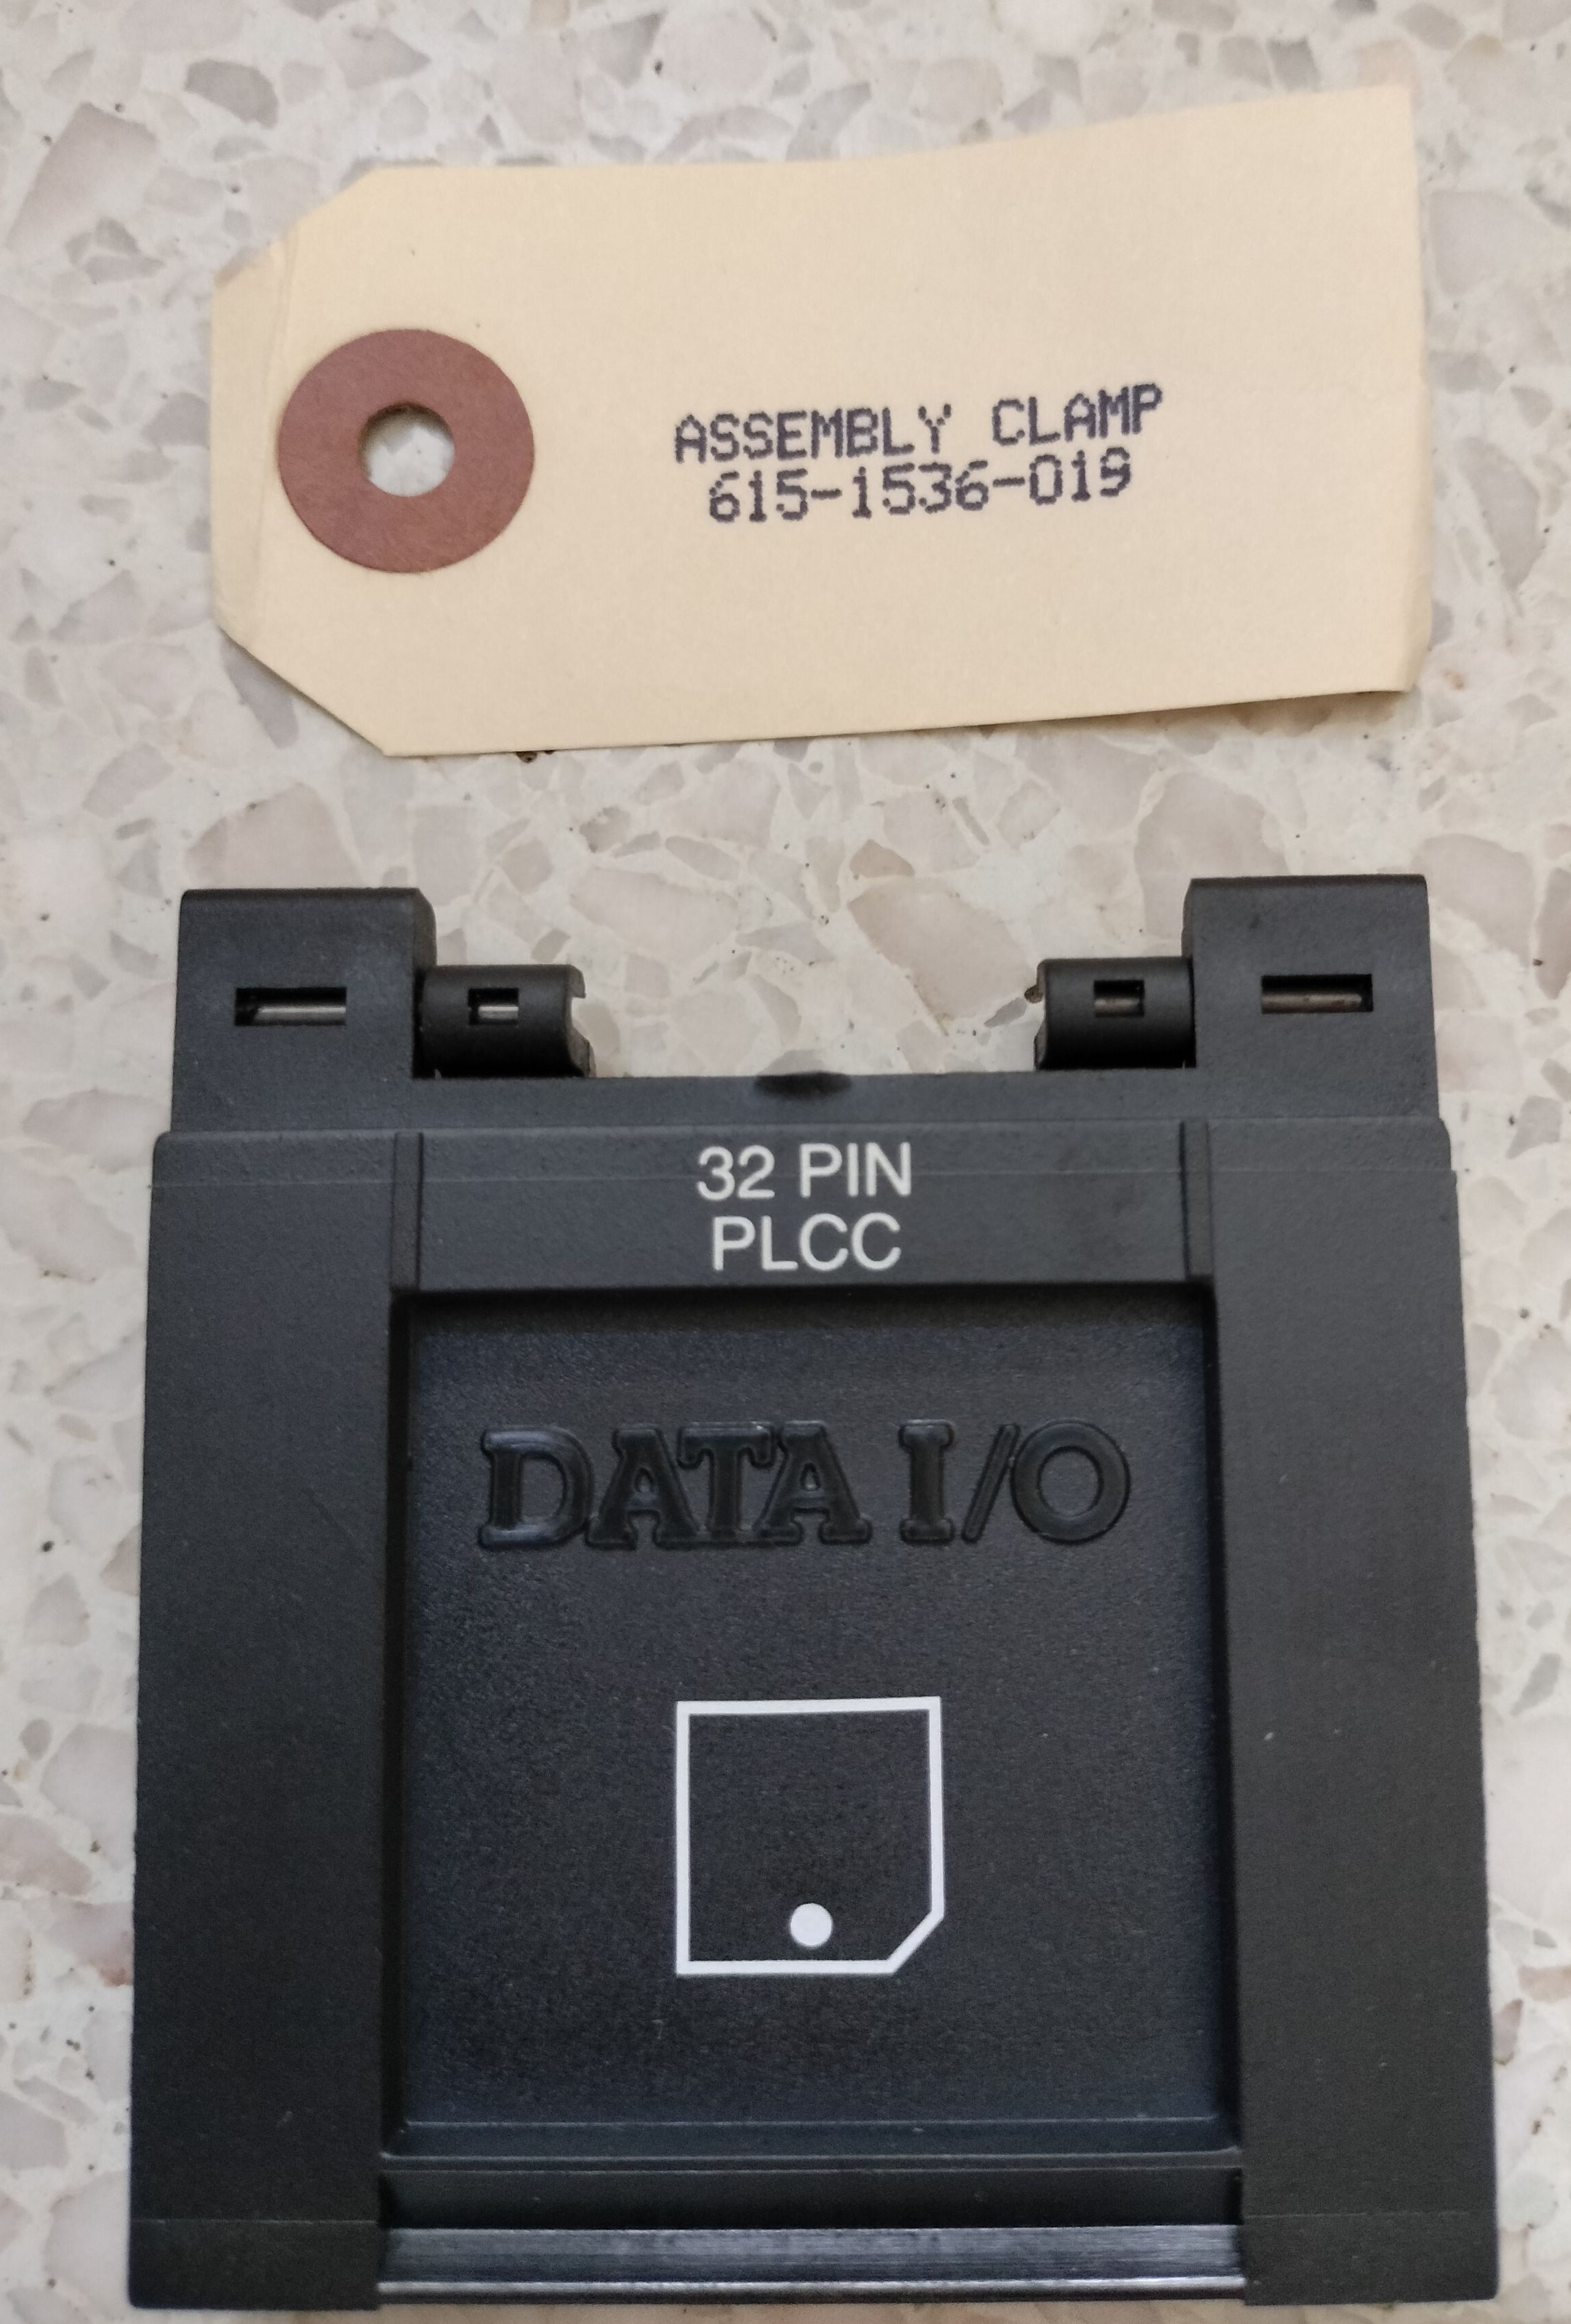 ASSEMBLY CLAMP
615-1536-019
32 PIN
PLCC
DATA I/O